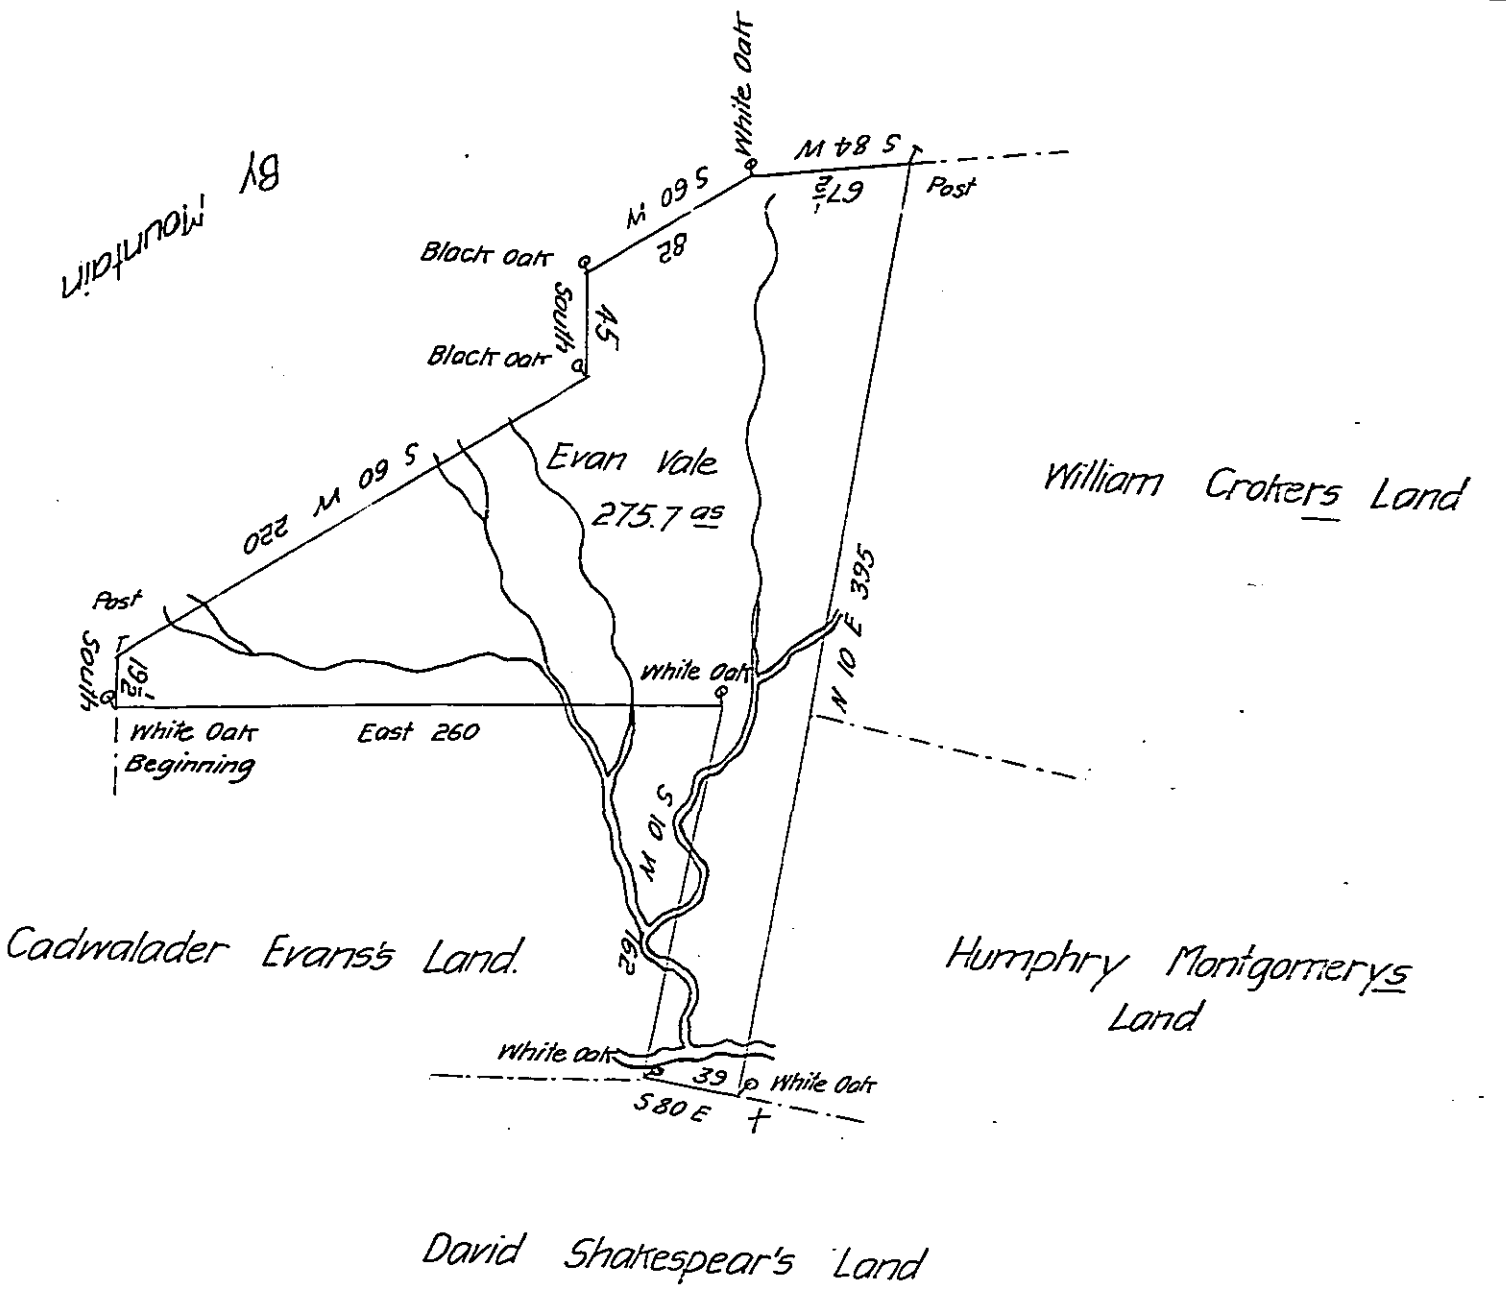 White Oak
S 84 W
67½
Post
By
Mountain
S 60 W
82
Black Oak
South
45
Black Oak
S 60 W
220
Evan Vale
275.7 as
William Crokers Land
N 10 E 395
Post
South
19½
White Oak
White Oak
Beginning
East 260
S 10 W
162
Cadwalader Evans's Land.
Humphry Montgomerys
Land
White Oak
39
White Oak
S 80 E
David Shakespear's Land